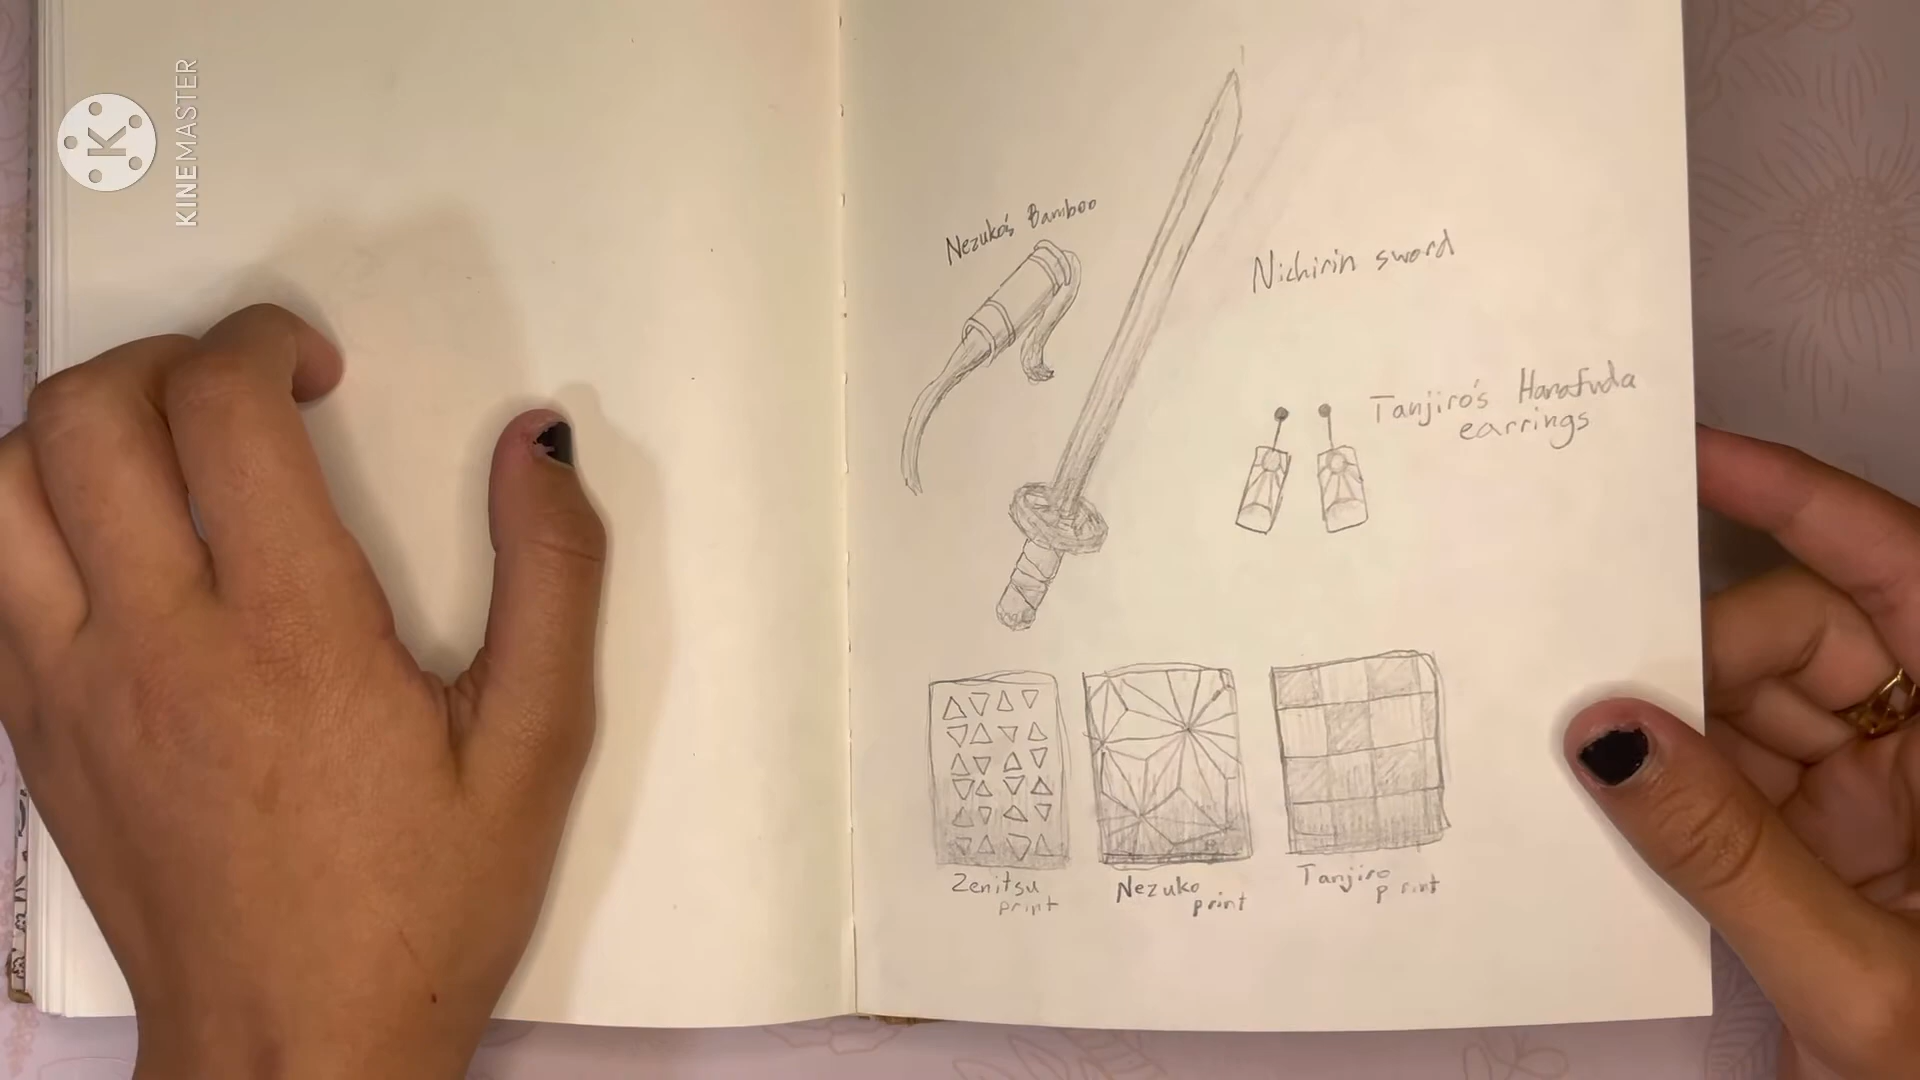 KINEMASTER
Nezuko's Bamboo
Nichirin sword
Tanjiro's Hanafuda
earrings
Zenitsu
print
Nezuko
print
Tanjiro
print